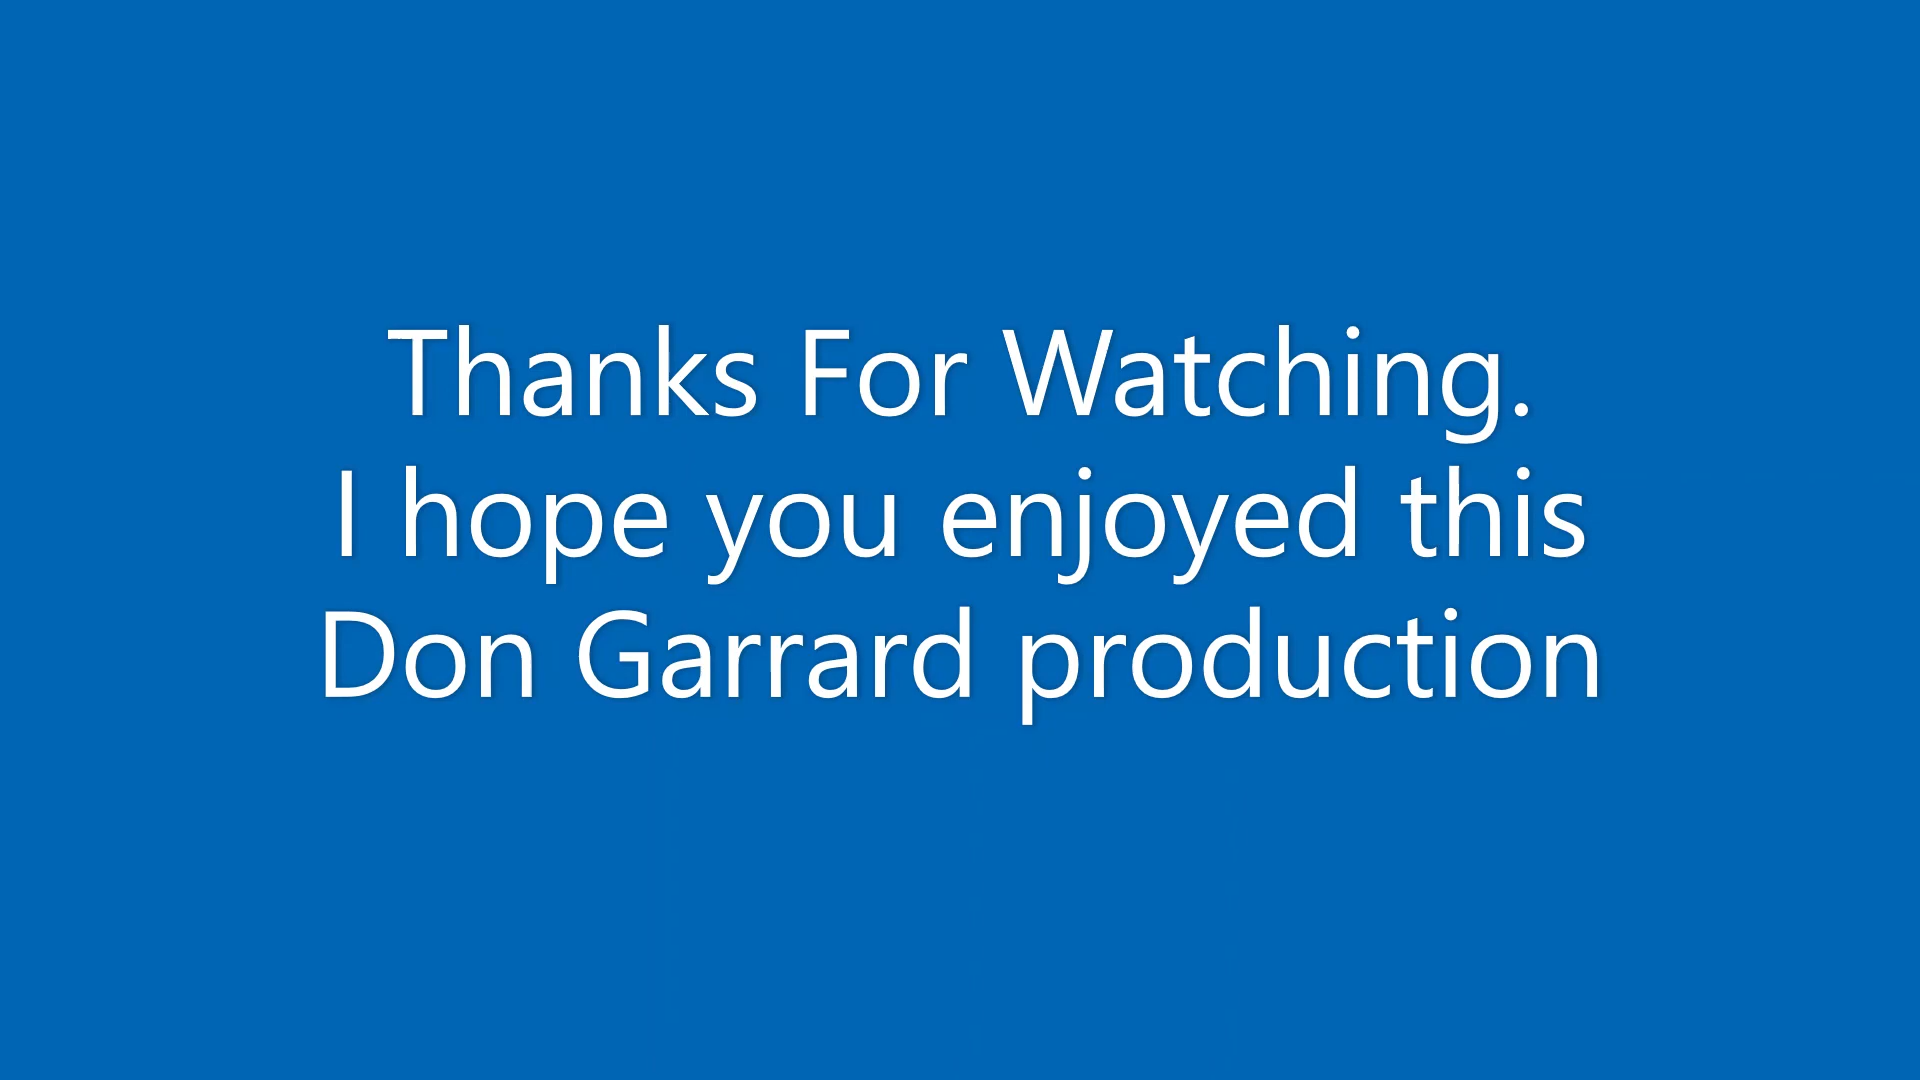 Thanks For Watching.
I hope you enjoyed this
Don Garrard production